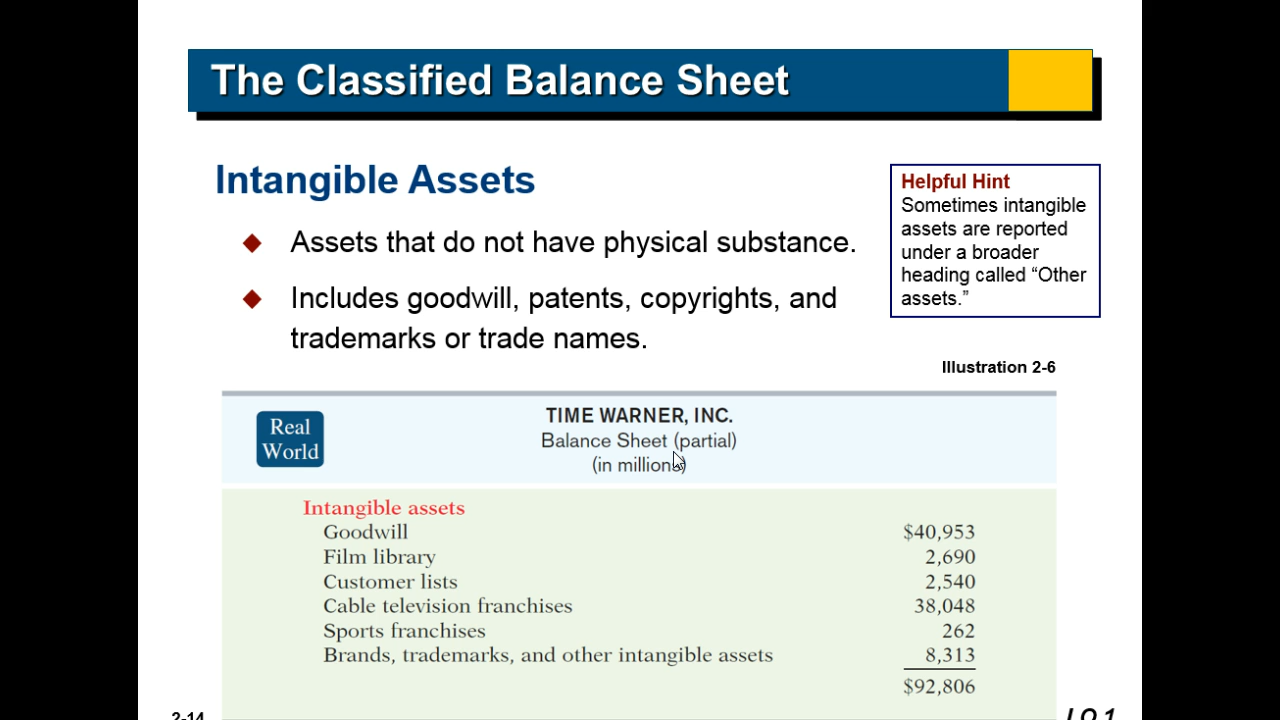 The Classified Balance Sheet
Intangible Assets
Assets that do not have physical substance.
Includes goodwill, patents, copyrights, and
trademarks or trade names.
Helpful Hint
Sometimes intangible
assets are reported
under a broader
heading called “Other
assets.”
Illustration 2-6
Real
World
TIME WARNER, INC.
Balance Sheet (partial)
(in millions)
Intangible assets
Goodwill $40,953
Film library 2,690
Customer lists 2,540
Cable television franchises 38,048
Sports franchises 262
Brands, trademarks, and other intangible assets 8,313
$92,806
2-14
LO 1